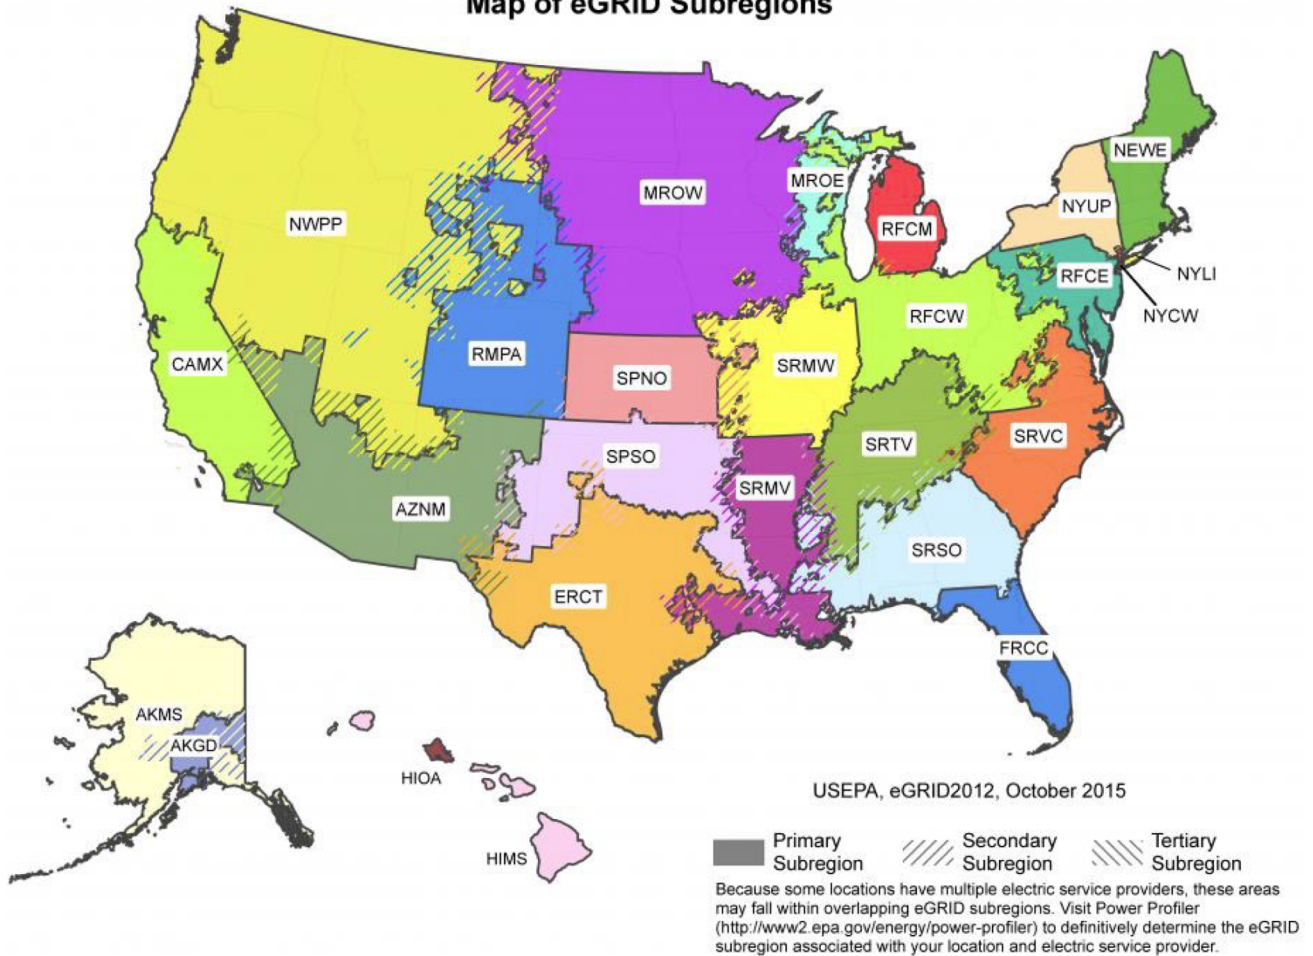 Map of eGRID Subregions
NEWE
MROE
MROW
NYUP
NWPP
RFCM
RFCE
NYLI
NYCW
RFCW
RMPA
CAMX
SRMW
SPNO
SRVC
SRTV
SPSO
SRMV
AZNM
SRSO
ERCT
FRCC
AKMS
AKGD
HIOA
HIMS
USEPA, eGRID2012, October 2015
Primary
Subregion
Secondary
Subregion
Tertiary
Subregion
Because some locations have multiple electric service providers, these areas
may fall within overlapping eGRID subregions. Visit Power Profiler
(http://www2.epa.gov/energy/power-profiler) to definitively determine the eGRID
subregion associated with your location and electric service provider.